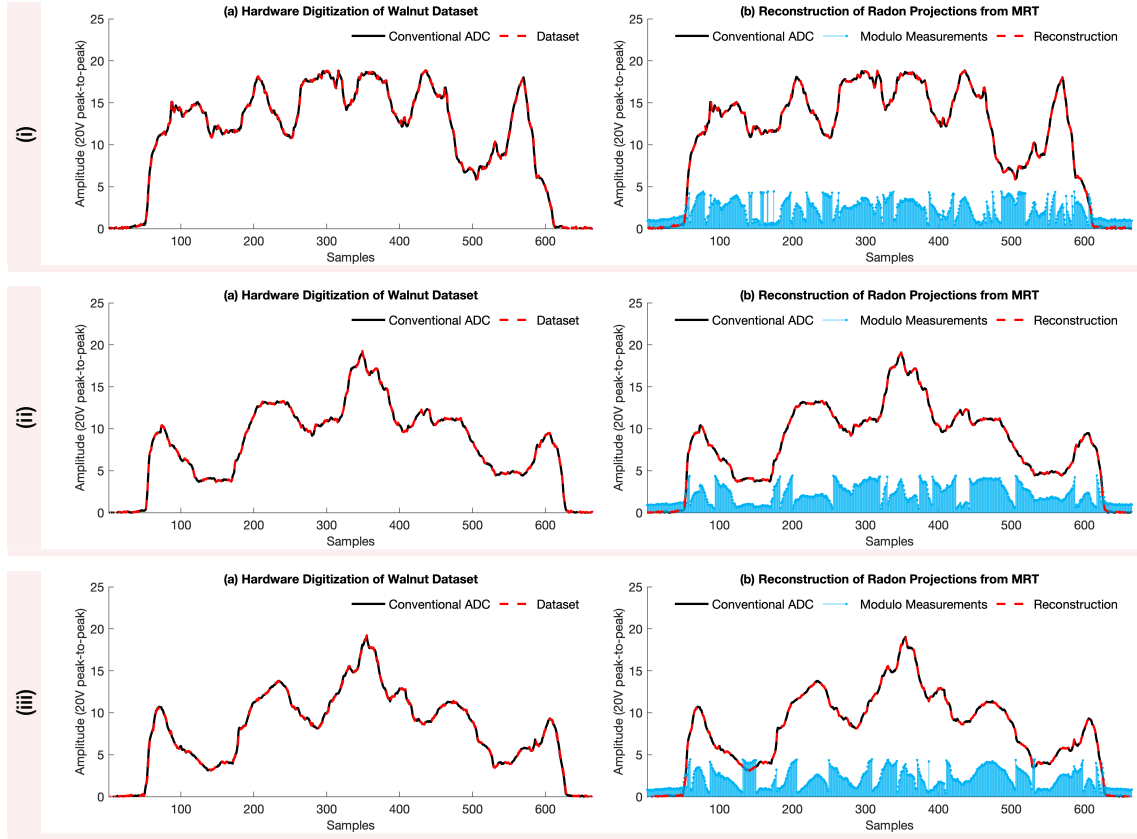 (i)
(a) Hardware Digitization of Walnut Dataset
Conventional ADC
Dataset
Amplitude (20V peak-to-peak)
25
20
15
10
5
0
100 200 300 400 500 600
Samples
(b) Reconstruction of Radon Projections from MRT
Conventional ADC
Modulo Measurements
Reconstruction
Amplitude (20V peak-to-peak)
25
20
15
10
5
0
100 200 300 400 500 600
Samples
(ii)
(a) Hardware Digitization of Walnut Dataset
Conventional ADC
Dataset
Amplitude (20V peak-to-peak)
25
20
15
10
5
0
100 200 300 400 500 600
Samples
(b) Reconstruction of Radon Projections from MRT
Conventional ADC
Modulo Measurements
Reconstruction
Amplitude (20V peak-to-peak)
25
20
15
10
5
0
100 200 300 400 500 600
Samples
(iii)
(a) Hardware Digitization of Walnut Dataset
Conventional ADC
Dataset
Amplitude (20V peak-to-peak)
25
20
15
10
5
0
100 200 300 400 500 600
Samples
(b) Reconstruction of Radon Projections from MRT
Conventional ADC
Modulo Measurements
Reconstruction
Amplitude (20V peak-to-peak)
25
20
15
10
5
0
100 200 300 400 500 600
Samples